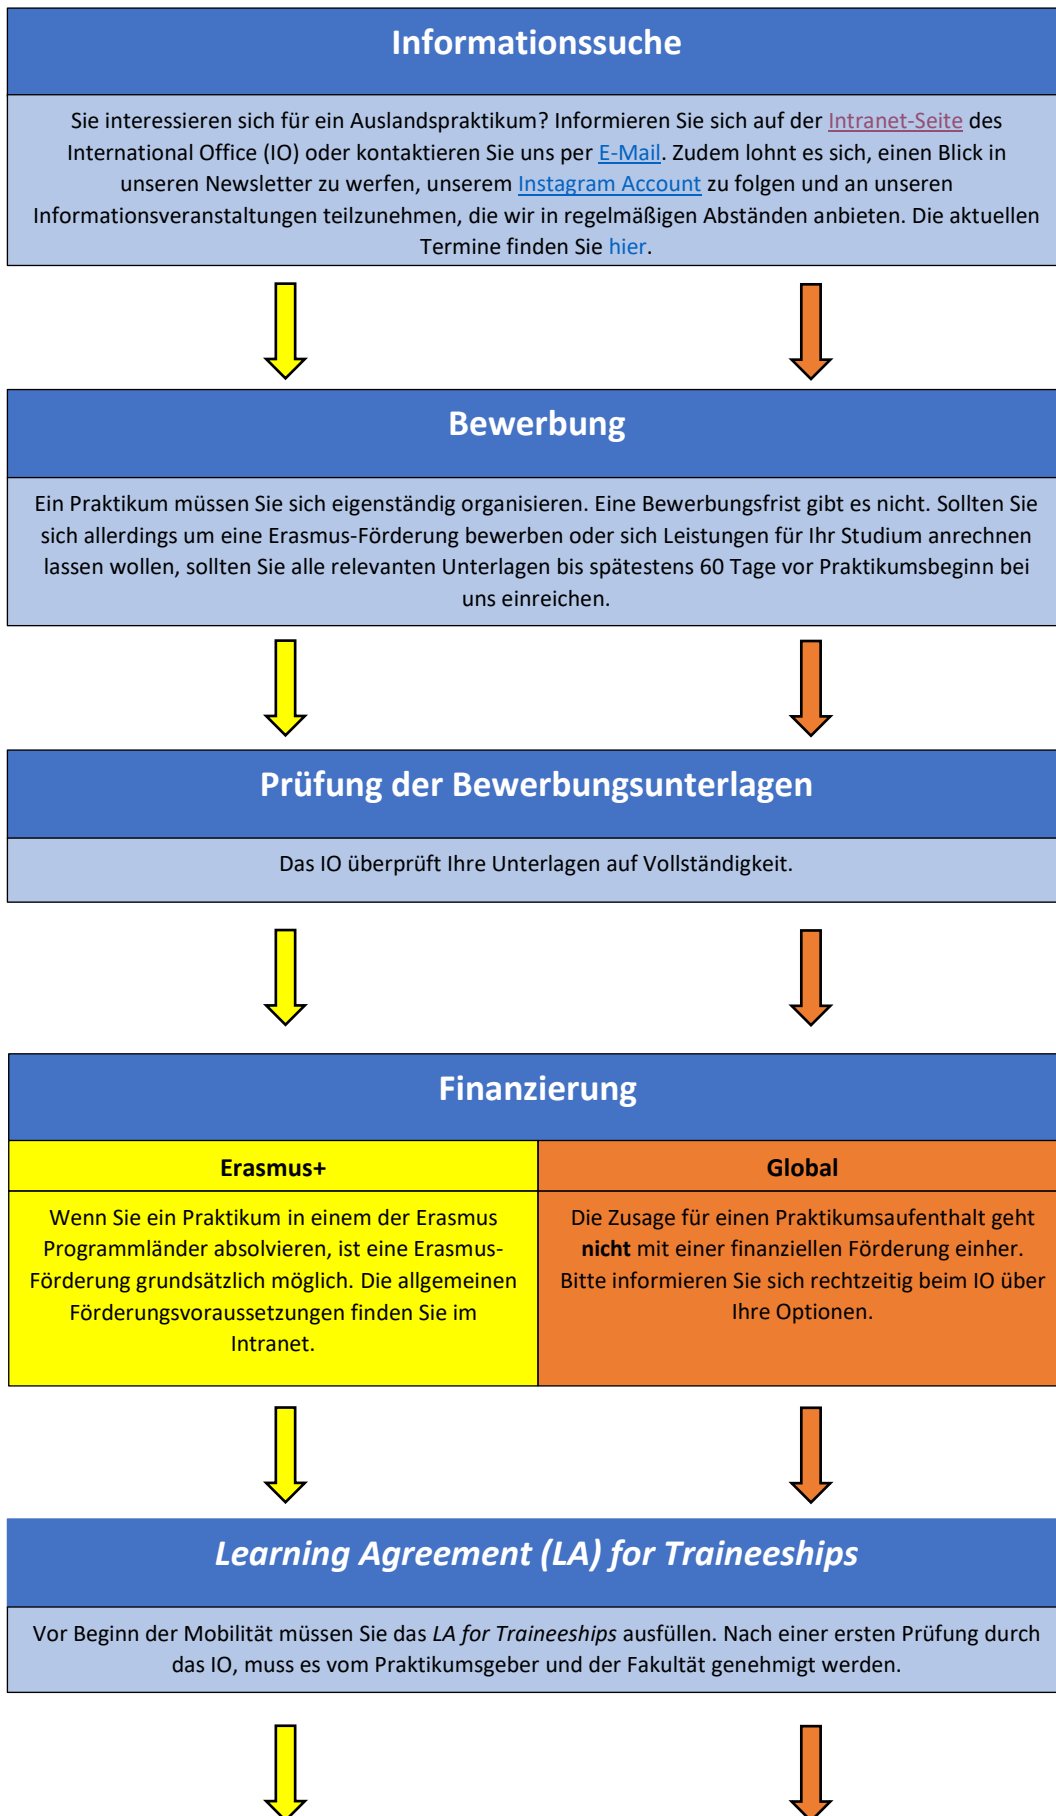 Informationssuche
Sie interessieren sich für ein Auslandspraktikum? Informieren Sie sich auf der Intranet-Seite des
International Office (IO) oder kontaktieren Sie uns per E-Mail. Zudem lohnt es sich, einen Blick in
unseren Newsletter zu werfen, unserem Instagram Account zu folgen und an unseren
Informationsveranstaltungen teilzunehmen, die wir in regelmäßigen Abständen anbieten. Die aktuellen
Termine finden Sie hier.
Bewerbung
Ein Praktikum müssen Sie sich eigenständig organisieren. Eine Bewerbungsfrist gibt es nicht. Sollten Sie
sich allerdings um eine Erasmus-Förderung bewerben oder sich Leistungen für Ihr Studium anrechnen
lassen wollen, sollten Sie alle relevanten Unterlagen bis spätestens 60 Tage vor Praktikumsbeginn bei
uns einreichen.
Prüfung der Bewerbungsunterlagen
Das IO überprüft Ihre Unterlagen auf Vollständigkeit.
Finanzierung
Erasmus+
Wenn Sie ein Praktikum in einem der Erasmus
Programmländer absolvieren, ist eine Erasmus-
Förderung grundsätzlich möglich. Die allgemeinen
Förderungsvoraussetzungen finden Sie im
Intranet.
Global
Die Zusage für einen Praktikumsaufenthalt geht
nicht mit einer finanziellen Förderung einher.
Bitte informieren Sie sich rechtzeitig beim IO über
Ihre Optionen.
Learning Agreement (LA) for Traineeships
Vor Beginn der Mobilität müssen Sie das LA for Traineeships ausfüllen. Nach einer ersten Prüfung durch
das IO, muss es vom Praktikumsgeber und der Fakultät genehmigt werden.